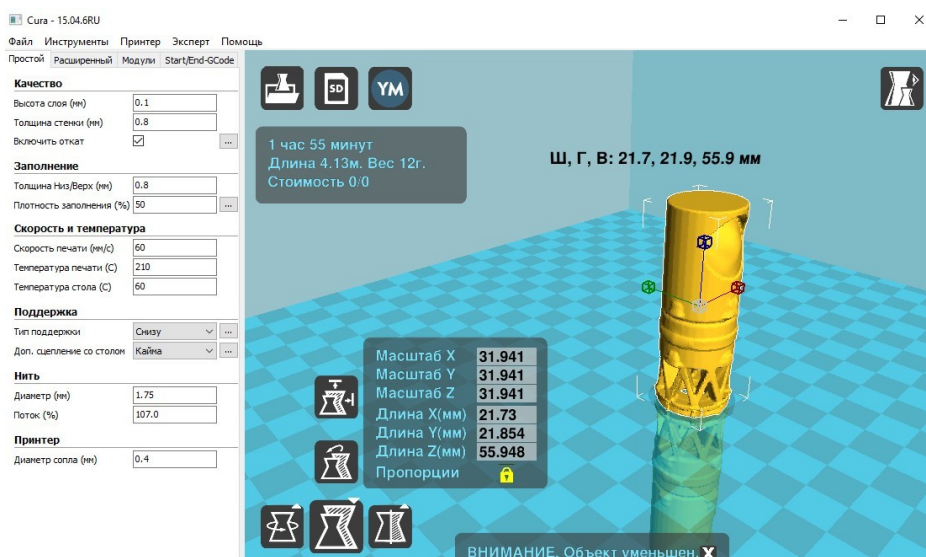 Cura - 15.04.6RU
Файл Инструменты Принтер Эксперт Помощь
Простой Расширенный Модули Start/End-GCode
Качество
Высота слоя (мм) 0.1
Толщина стенки (мм) 0.8
Включить откат ...
Заполнение
Толщина Низ/Верх (мм) 0.8
Плотность заполнения (%) 50 ...
Скорость и температура
Скорость печати (мм/с) 60
Температура печати (C) 210
Температура стола (C) 60
Поддержка
Тип поддержки Снизу ...
Доп. сцепление со столом Кайма ...
Нить
Диаметр (мм) 1.75
Поток (%) 107.0
Принтер
Диаметр сопла (мм) 0.4
SD
YM
1 час 55 минут
Длина 4.13м. Вес 12г.
Стоимость 0/0
Ш, Г, В: 21.7, 21.9, 55.9 мм
Масштаб X 31.941
Масштаб Y 31.941
Масштаб Z 31.941
Длина X(мм) 21.73
Длина Y(мм) 21.854
Длина Z(мм) 55.948
Пропорции
ВНИМАНИЕ. Объект уменьшен. X